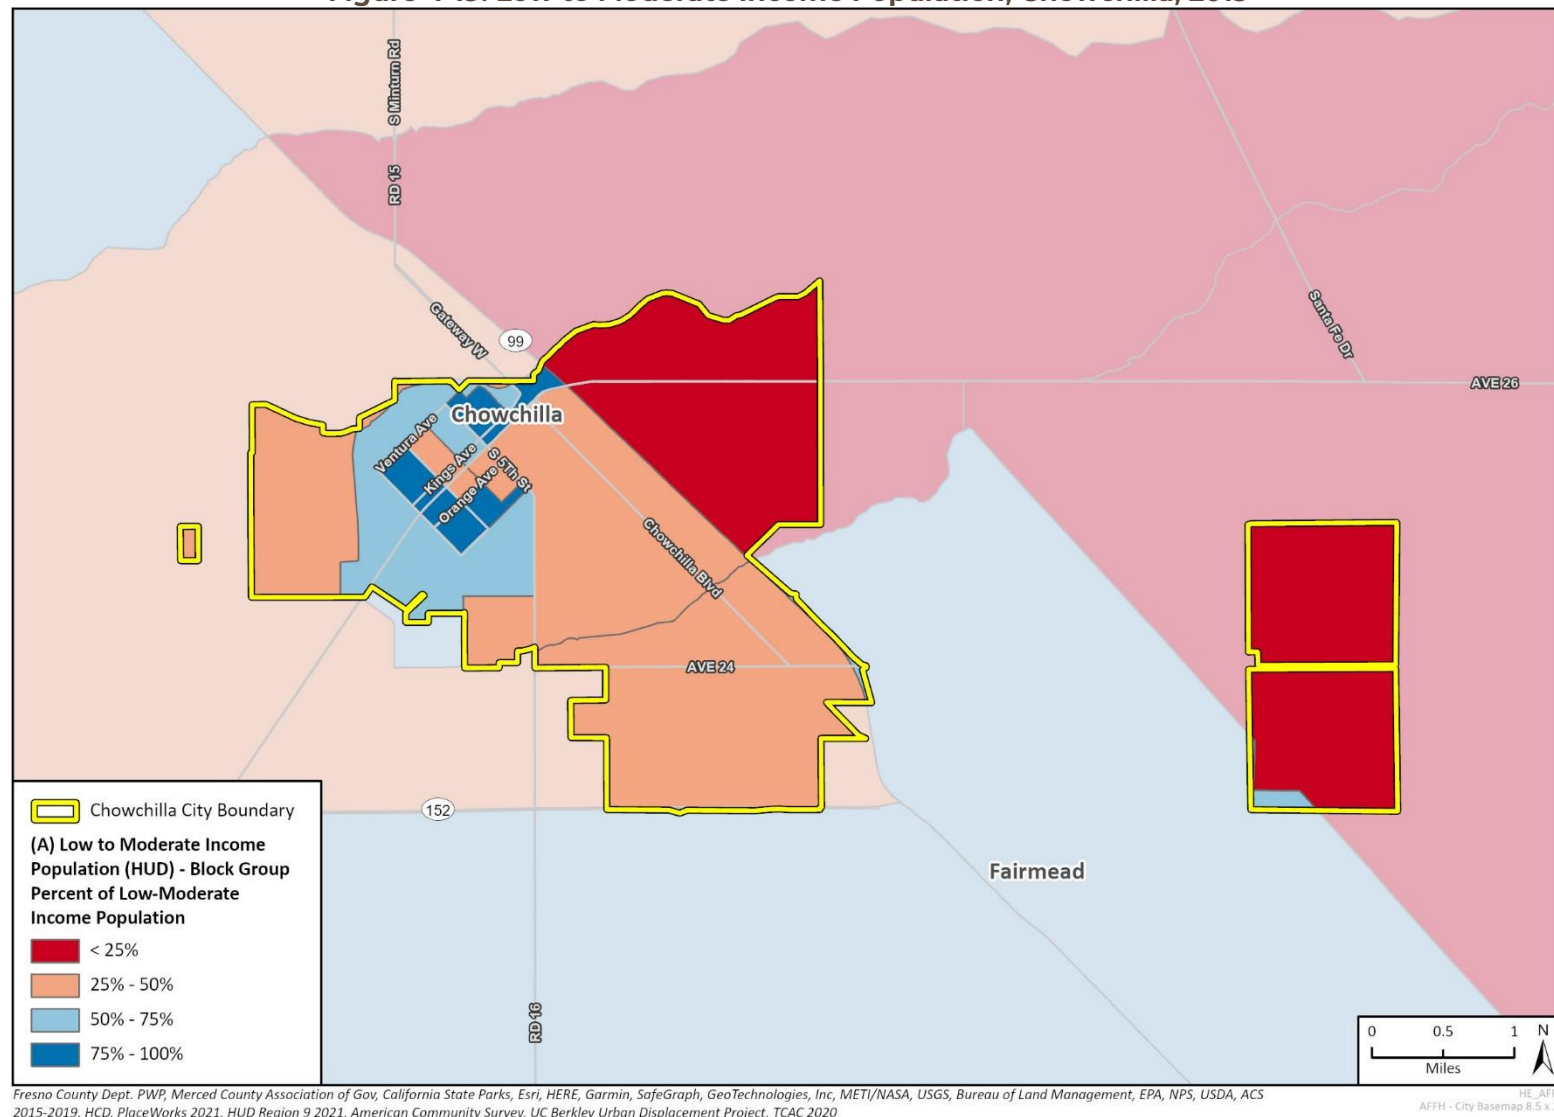 S Minturn Rd
RD 15
Gateway W
99
Santa Fe Dr
AVE 26
Chowchilla
Ventura Ave
Kings Ave
S 5Th St
Orange Ave
Chowchilla Blvd
AVE 24
152
Fairmead
RD 16
Chowchilla City Boundary
(A) Low to Moderate Income
Population (HUD) - Block Group
Percent of Low-Moderate
Income Population
< 25%
25% - 50%
50% - 75%
75% - 100%
0 0.5 1 N
Miles
Fresno County Dept. PWP, Merced County Association of Gov, California State Parks, Esri, HERE, Garmin, SafeGraph, GeoTechnologies, Inc, METI/NASA, USGS, Bureau of Land Management, EPA, NPS, USDA, ACS
2015-2019, HCD, PlaceWorks 2021, HUD Region 9 2021, American Community Survey, UC Berkley Urban Displacement Project, TCAC 2020
AFFH - City Basemap 8.5 x